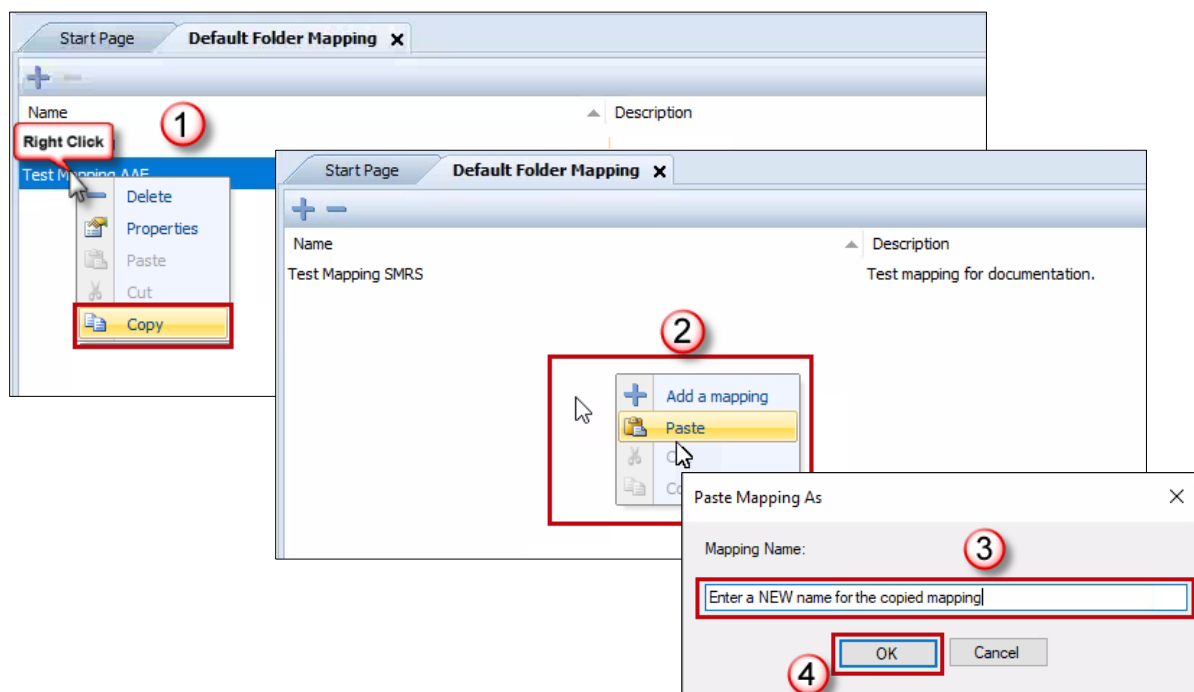 Start Page
Default Folder Mapping
Name
Description
1
Right Click
Test Mapping AAE
Delete
Properties
Paste
Cut
Copy
Start Page
Default Folder Mapping
Name
Description
Test Mapping SMRS
Test mapping for documentation.
2
Add a mapping
Paste
Paste Mapping As
Mapping Name:
3
Enter a NEW name for the copied mapping
OK
Cancel
4